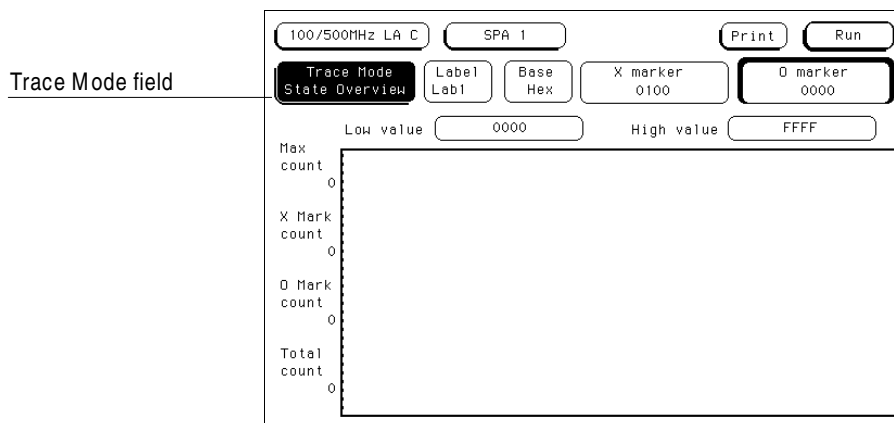 100/500MHz LA C SPA 1 Print Run
Trace Mode field
Trace Mode Label Base X marker O marker
State Overview Lab1 Hex 0100 0000
Low value 0000 High value FFFF
Max
count
0
X Mark
count
0
O Mark
count
0
Total
count
0